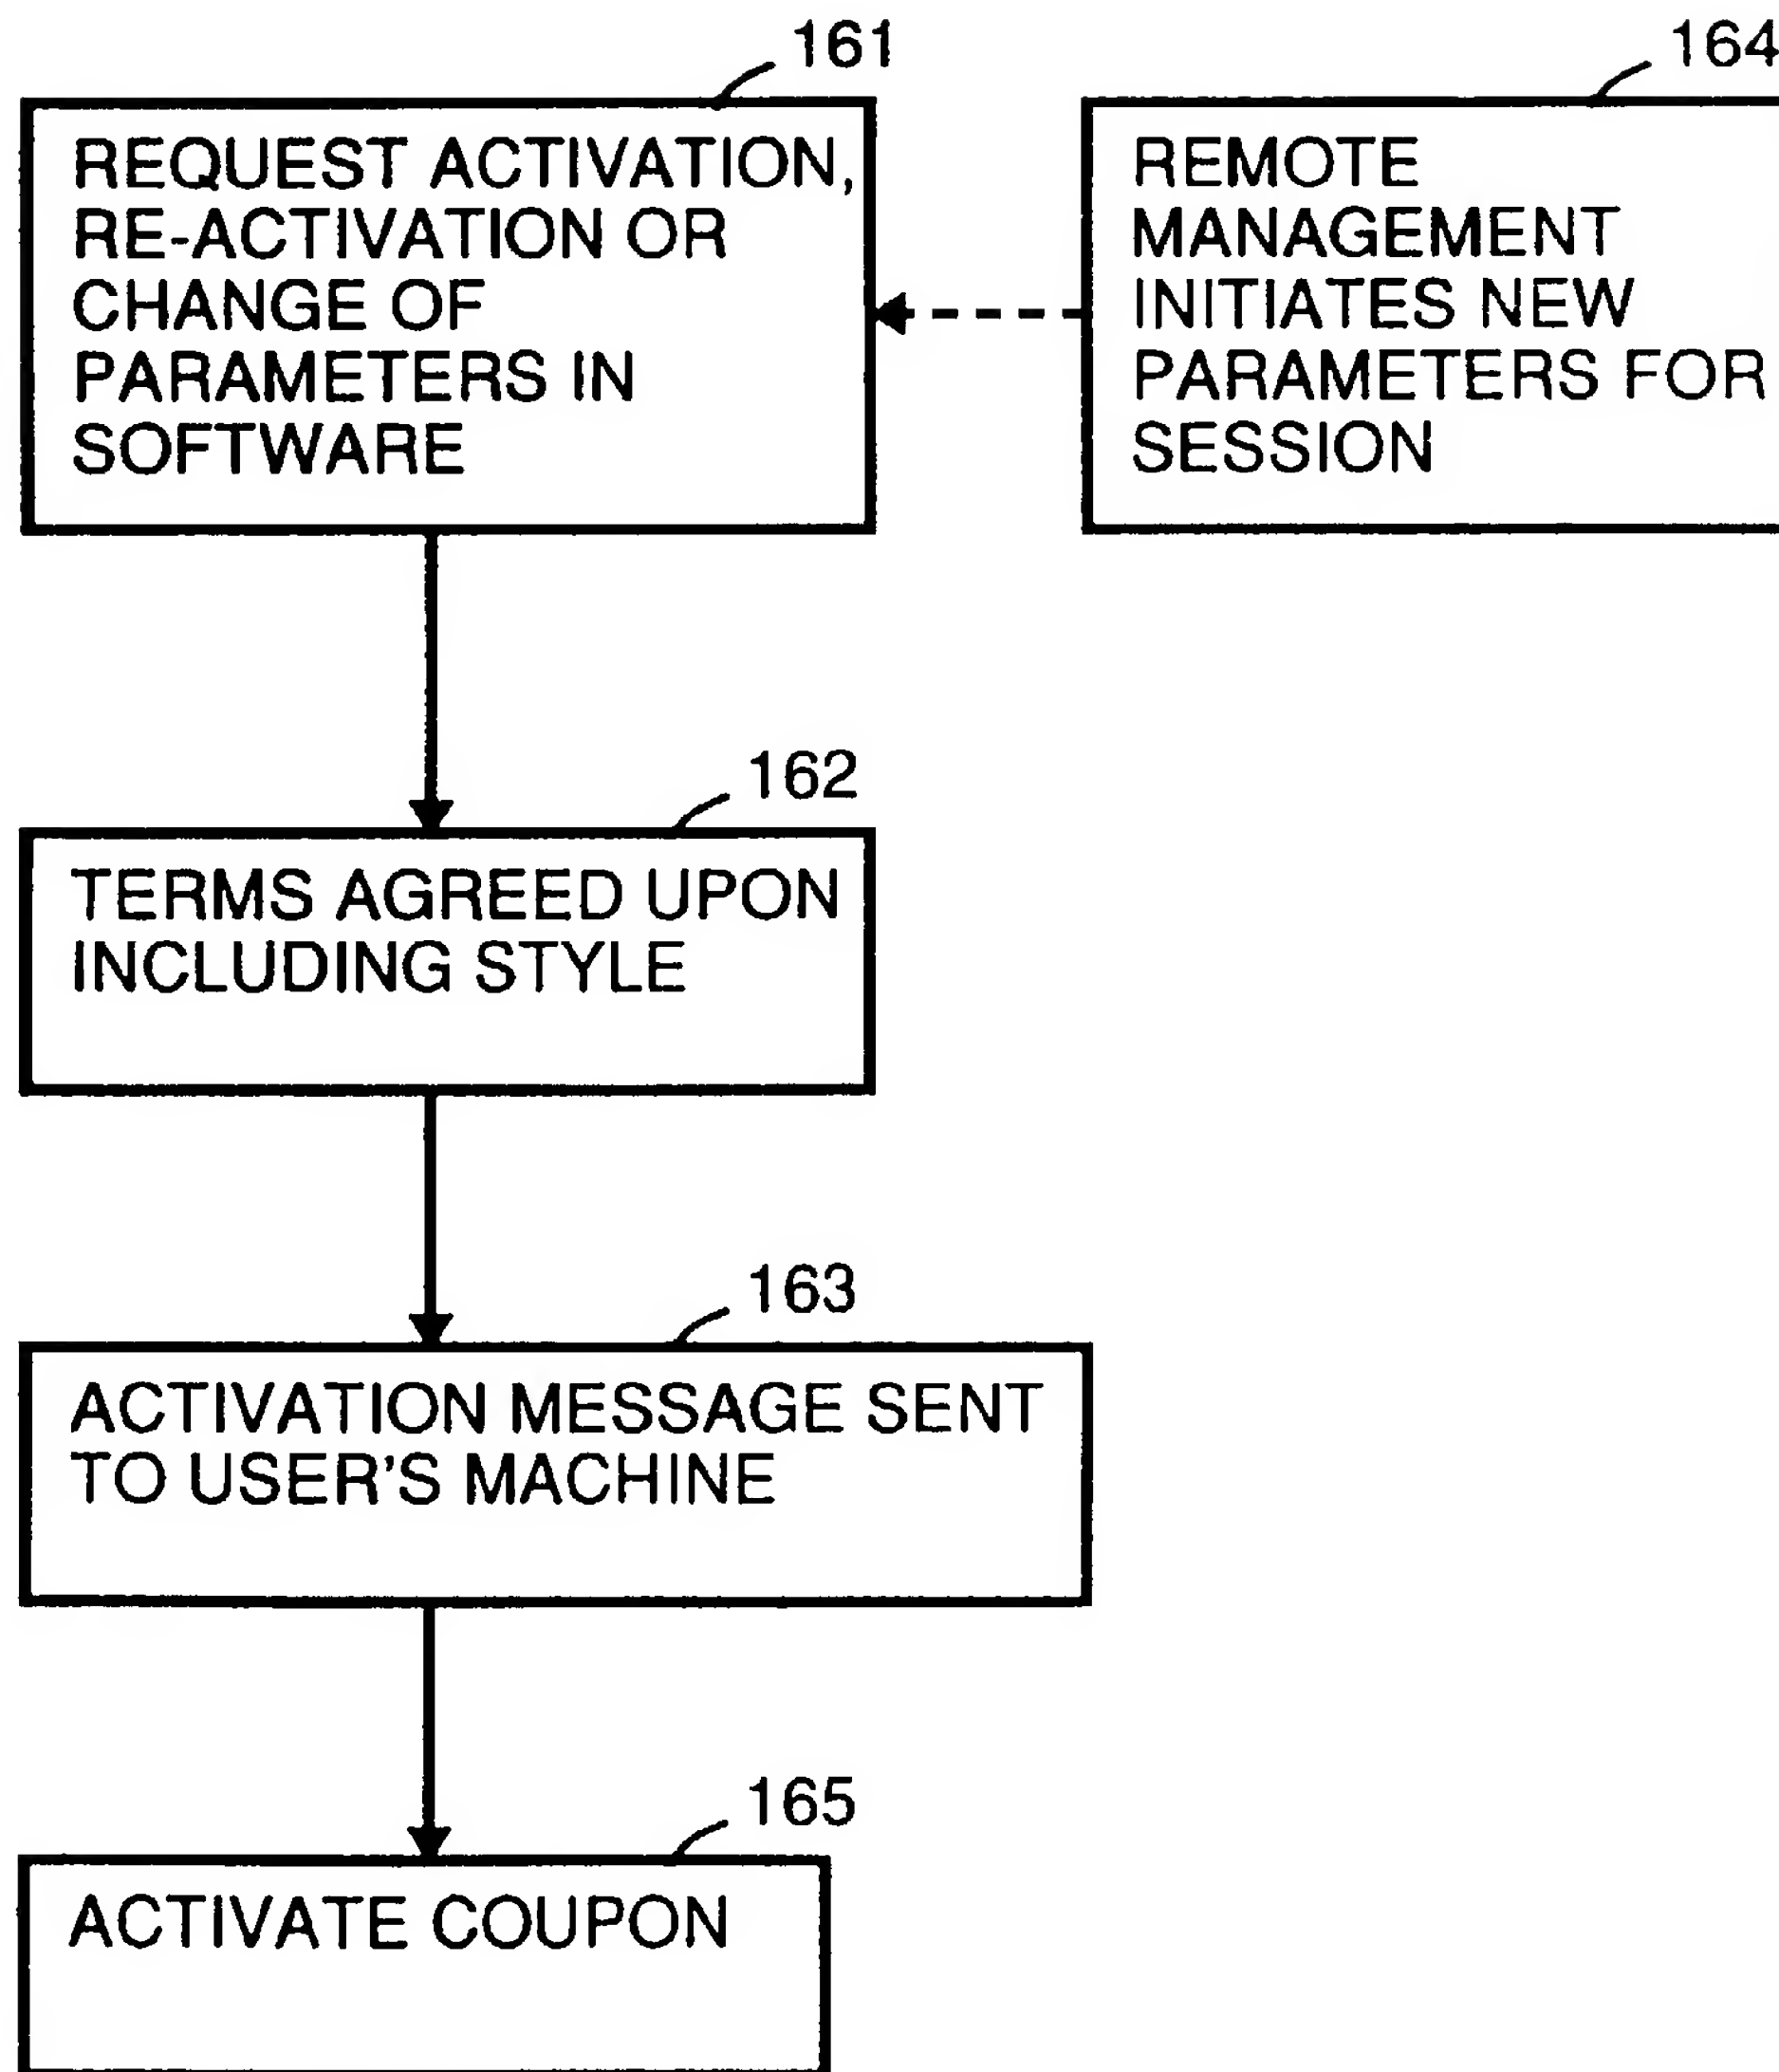 161
REQUEST ACTIVATION,
RE-ACTIVATION OR
CHANGE OF
PARAMETERS IN
SOFTWARE
164
REMOTE
MANAGEMENT
INITIATES NEW
PARAMETERS FOR
SESSION
162
TERMS AGREED UPON
INCLUDING STYLE
163
ACTIVATION MESSAGE SENT
TO USER'S MACHINE
165
ACTIVATE COUPON